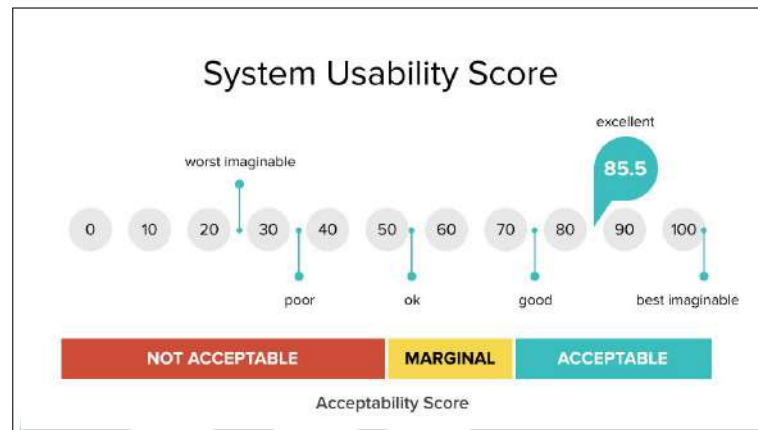 System Usability Score
excellent
85.5
worst imaginable
0 10 20 30 40 50 60 70 80 90 100
poor ok good best imaginable
NOT ACCEPTABLE MARGINAL ACCEPTABLE
Acceptability Score